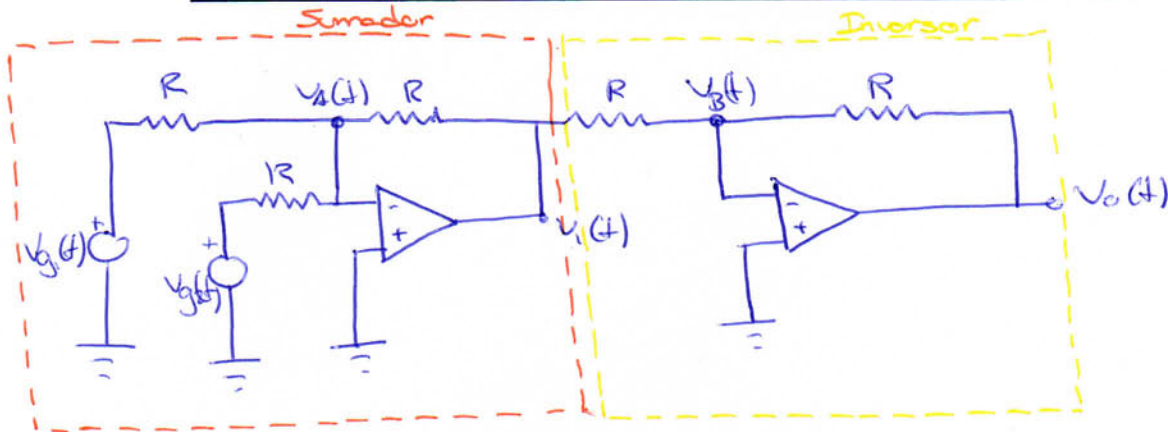 Sumador
Inversor
R
VA(t)
R
R
VB(t)
R
R
-
+
-
+
+
+
Vg1(t)
Vg2(t)
V1(t)
Vo(t)